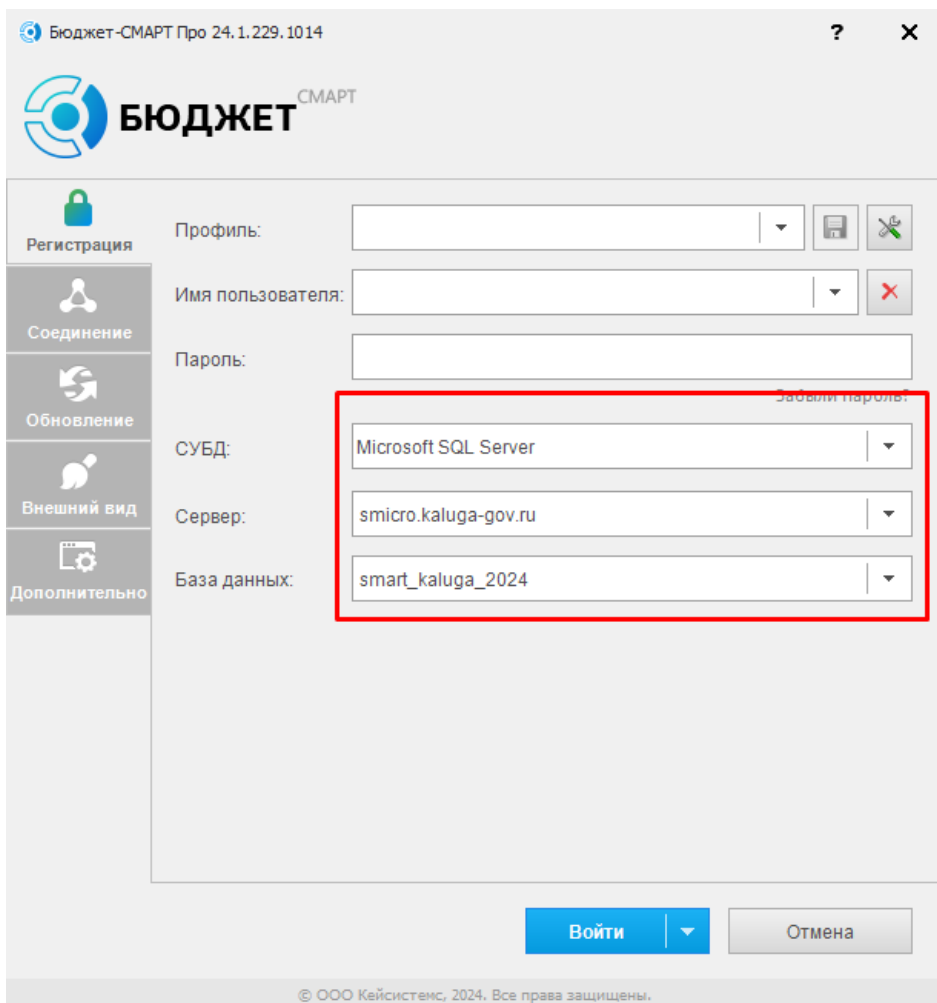 Бюджет-СМАРТ Про 24.1.229.1014
?
БЮДЖЕТ СМАРТ
Регистрация
Соединение
Обновление
Внешний вид
Дополнительно
Профиль:
Имя пользователя:
Пароль:
Забыли пароль?
СУБД: Microsoft SQL Server
Сервер: smicro.kaluga-gov.ru
База данных: smart_kaluga_2024
Войти
Отмена
© ООО Кейсистемс, 2024. Все права защищены.